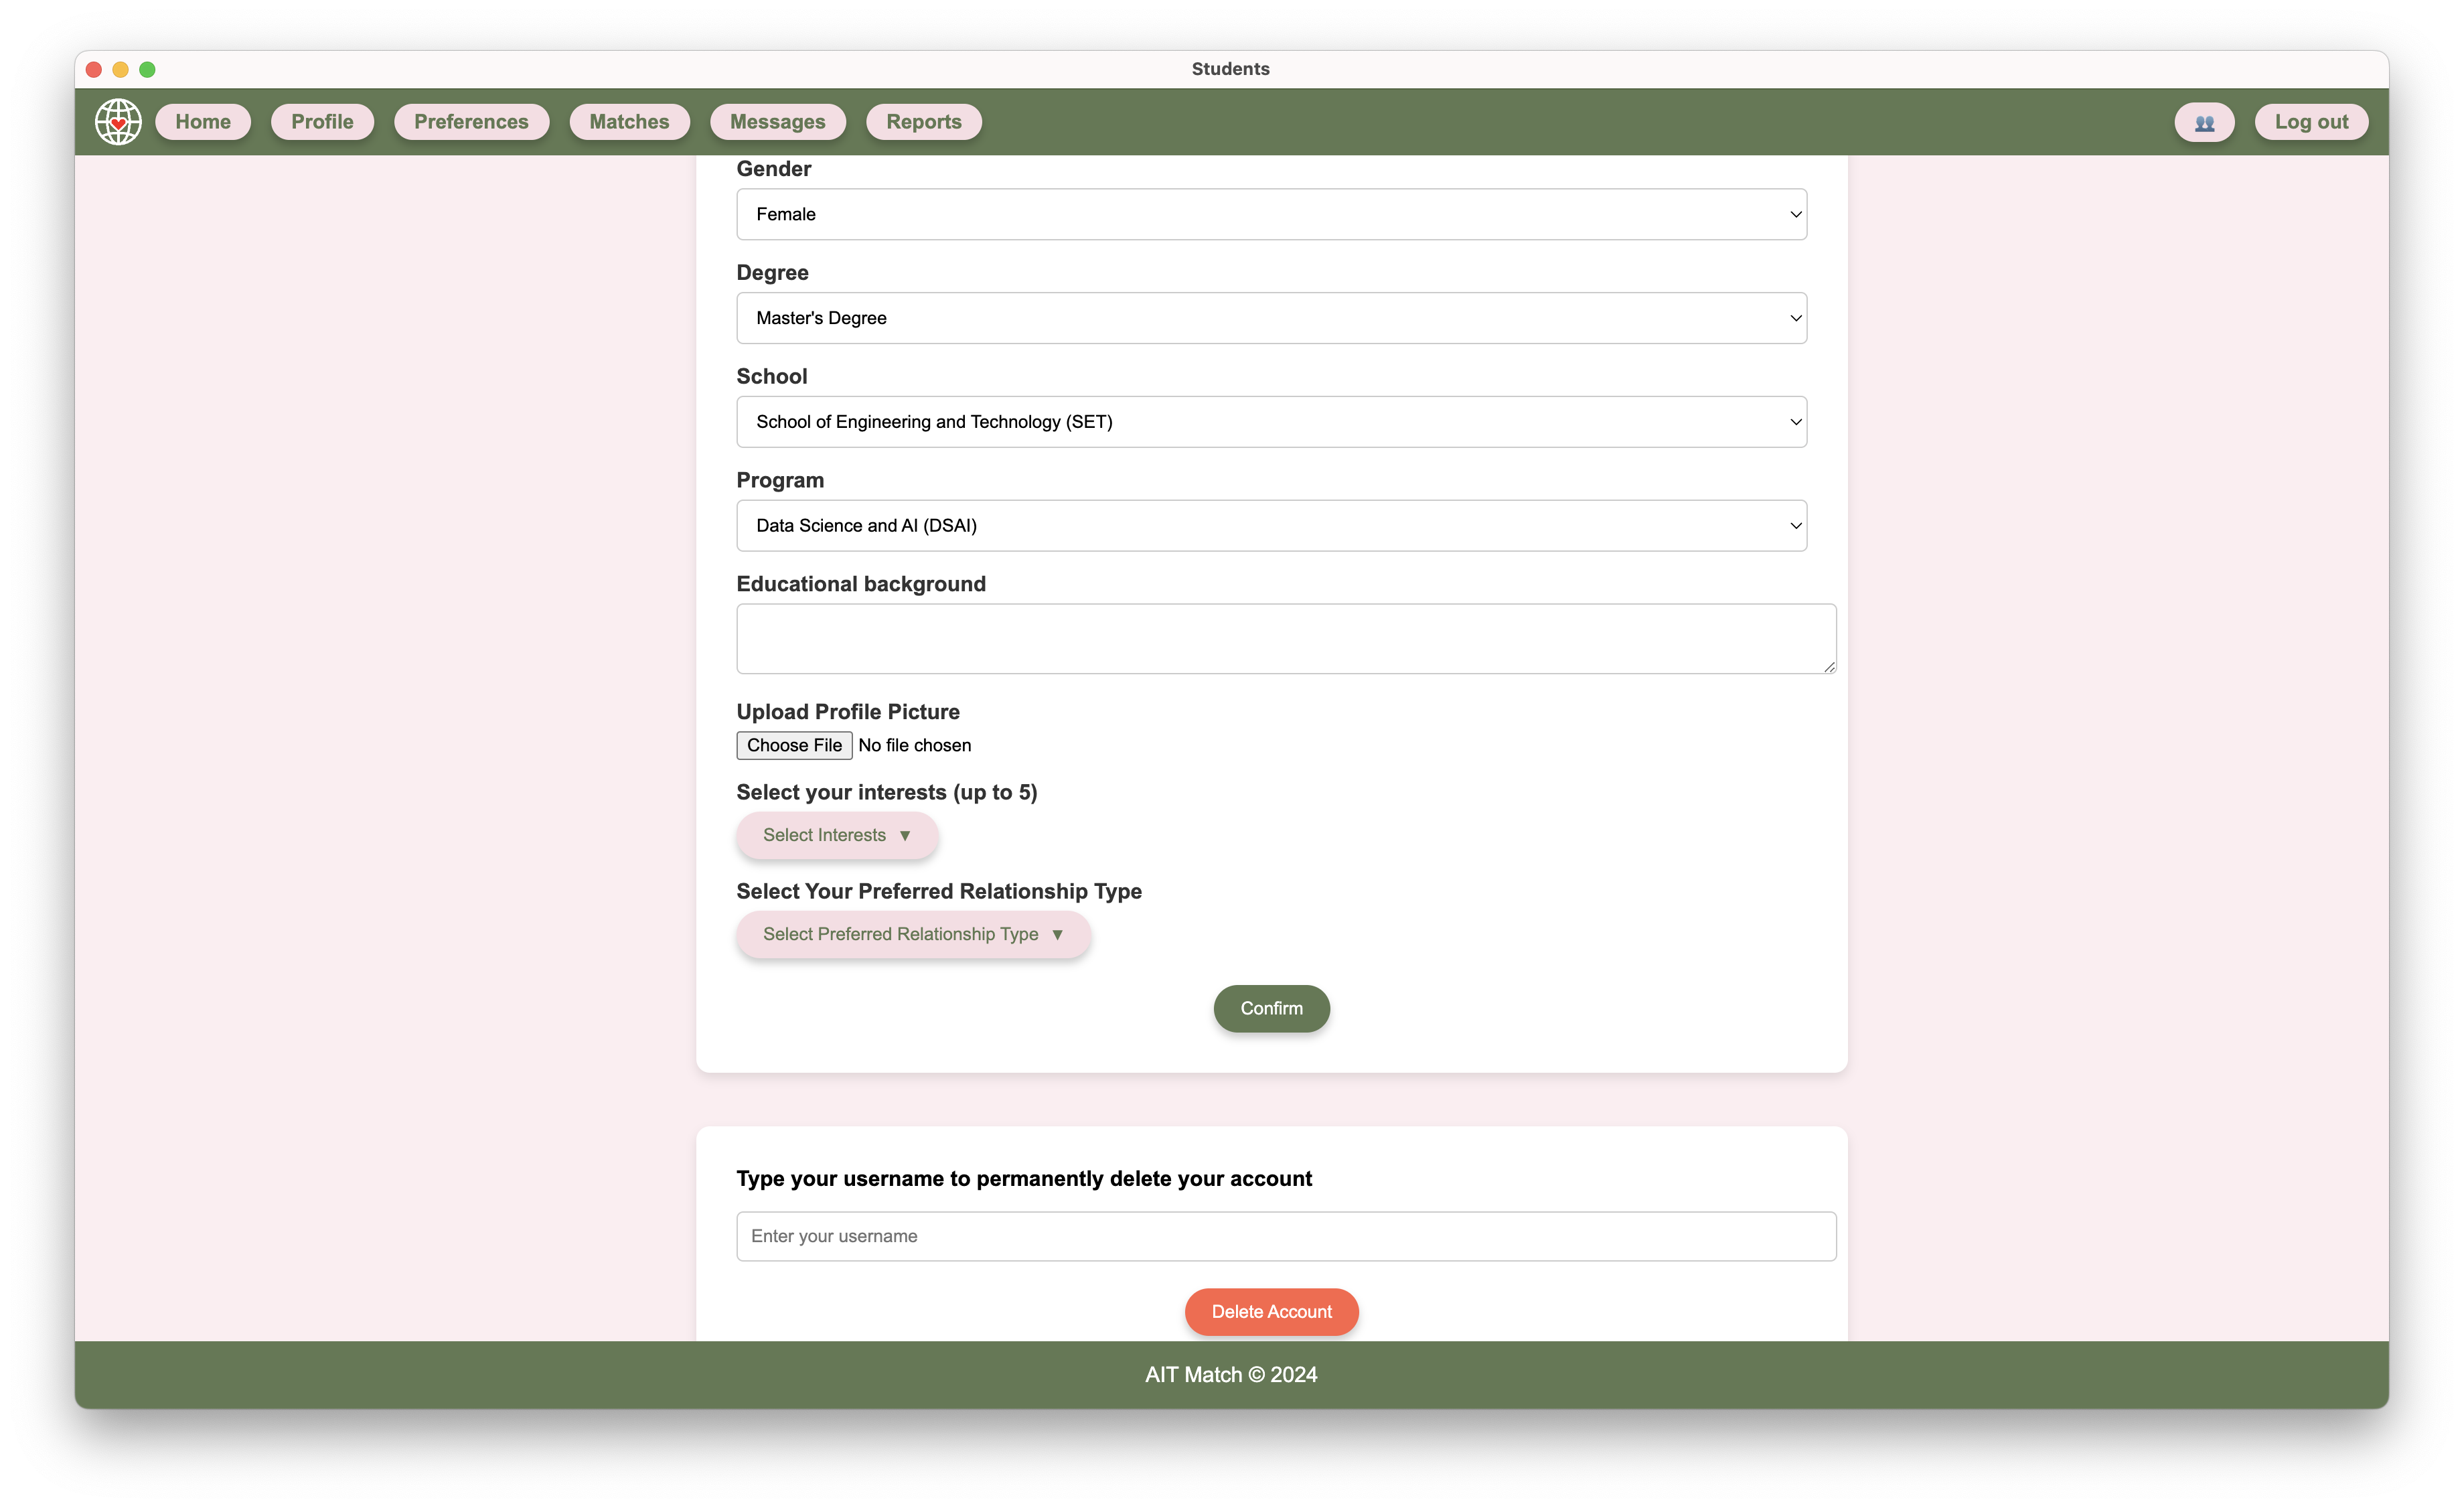 Students
Home Profile Preferences Matches Messages Reports Log out
Gender
Female
Degree
Master's Degree
School
School of Engineering and Technology (SET)
Program
Data Science and AI (DSAI)
Educational background
Upload Profile Picture
Choose File No file chosen
Select your interests (up to 5)
Select Interests ▼
Select Your Preferred Relationship Type
Select Preferred Relationship Type ▼
Confirm
Type your username to permanently delete your account
Enter your username
Delete Account
AIT Match © 2024